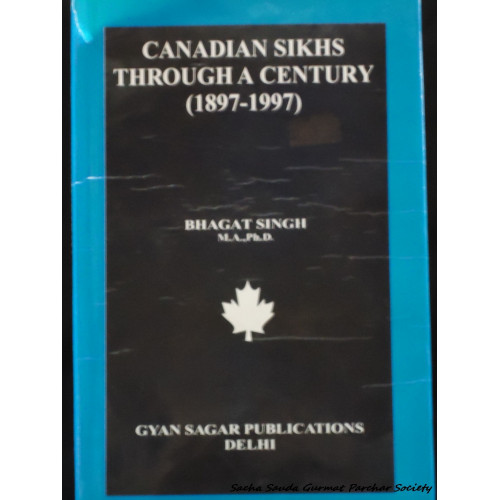 CANADIAN SIKHS
THROUGH A CENTURY
(1897-1997)
BHAGAT SINGH
M.A.,Ph.D.
GYAN SAGAR PUBLICATIONS
DELHI
Sacha Sauda Gurmat Parchar Society